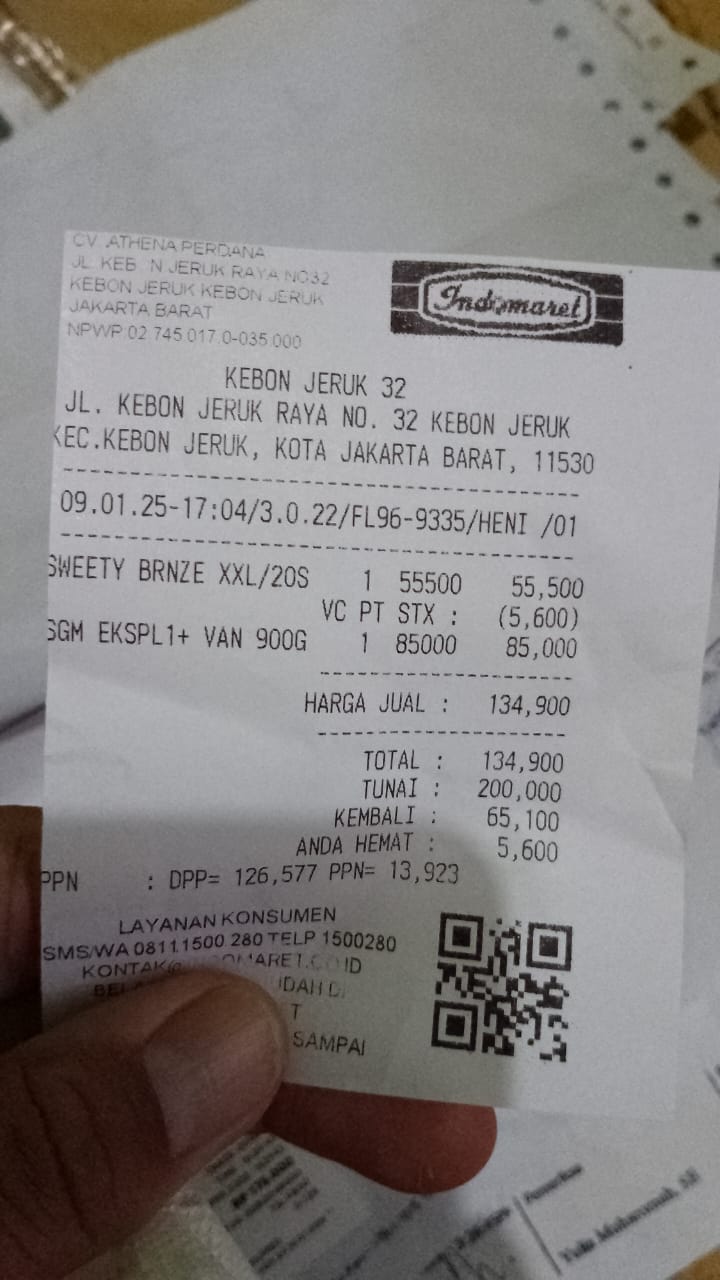 CV. ATHENA PERDANA
JL. KEB N JERUK RAYA NO32
KEBON JERUK KEBON JERUK
JAKARTA BARAT
NPWP:02.745.017.0-035.000
Indomaret
KEBON JERUK 32
JL. KEBON JERUK RAYA NO. 32 KEBON JERUK
KEC.KEBON JERUK, KOTA JAKARTA BARAT, 11530
09.01.25-17:04/3.0.22/FL96-9335/HENI /01
SWEETY BRNZE XXL/20S 1 55500 55,500
VC PT STX : (5,600)
SGM EKSPL1+ VAN 900G 1 85000 85,000
HARGA JUAL : 134,900
TOTAL : 134,900
TUNAI : 200,000
KEMBALI : 65,100
ANDA HEMAT : 5,600
PPN : DPP= 126,577 PPN= 13,923
LAYANAN KONSUMEN
SMS/WA 0811.1500 280 TELP 1500280
SAMPAI